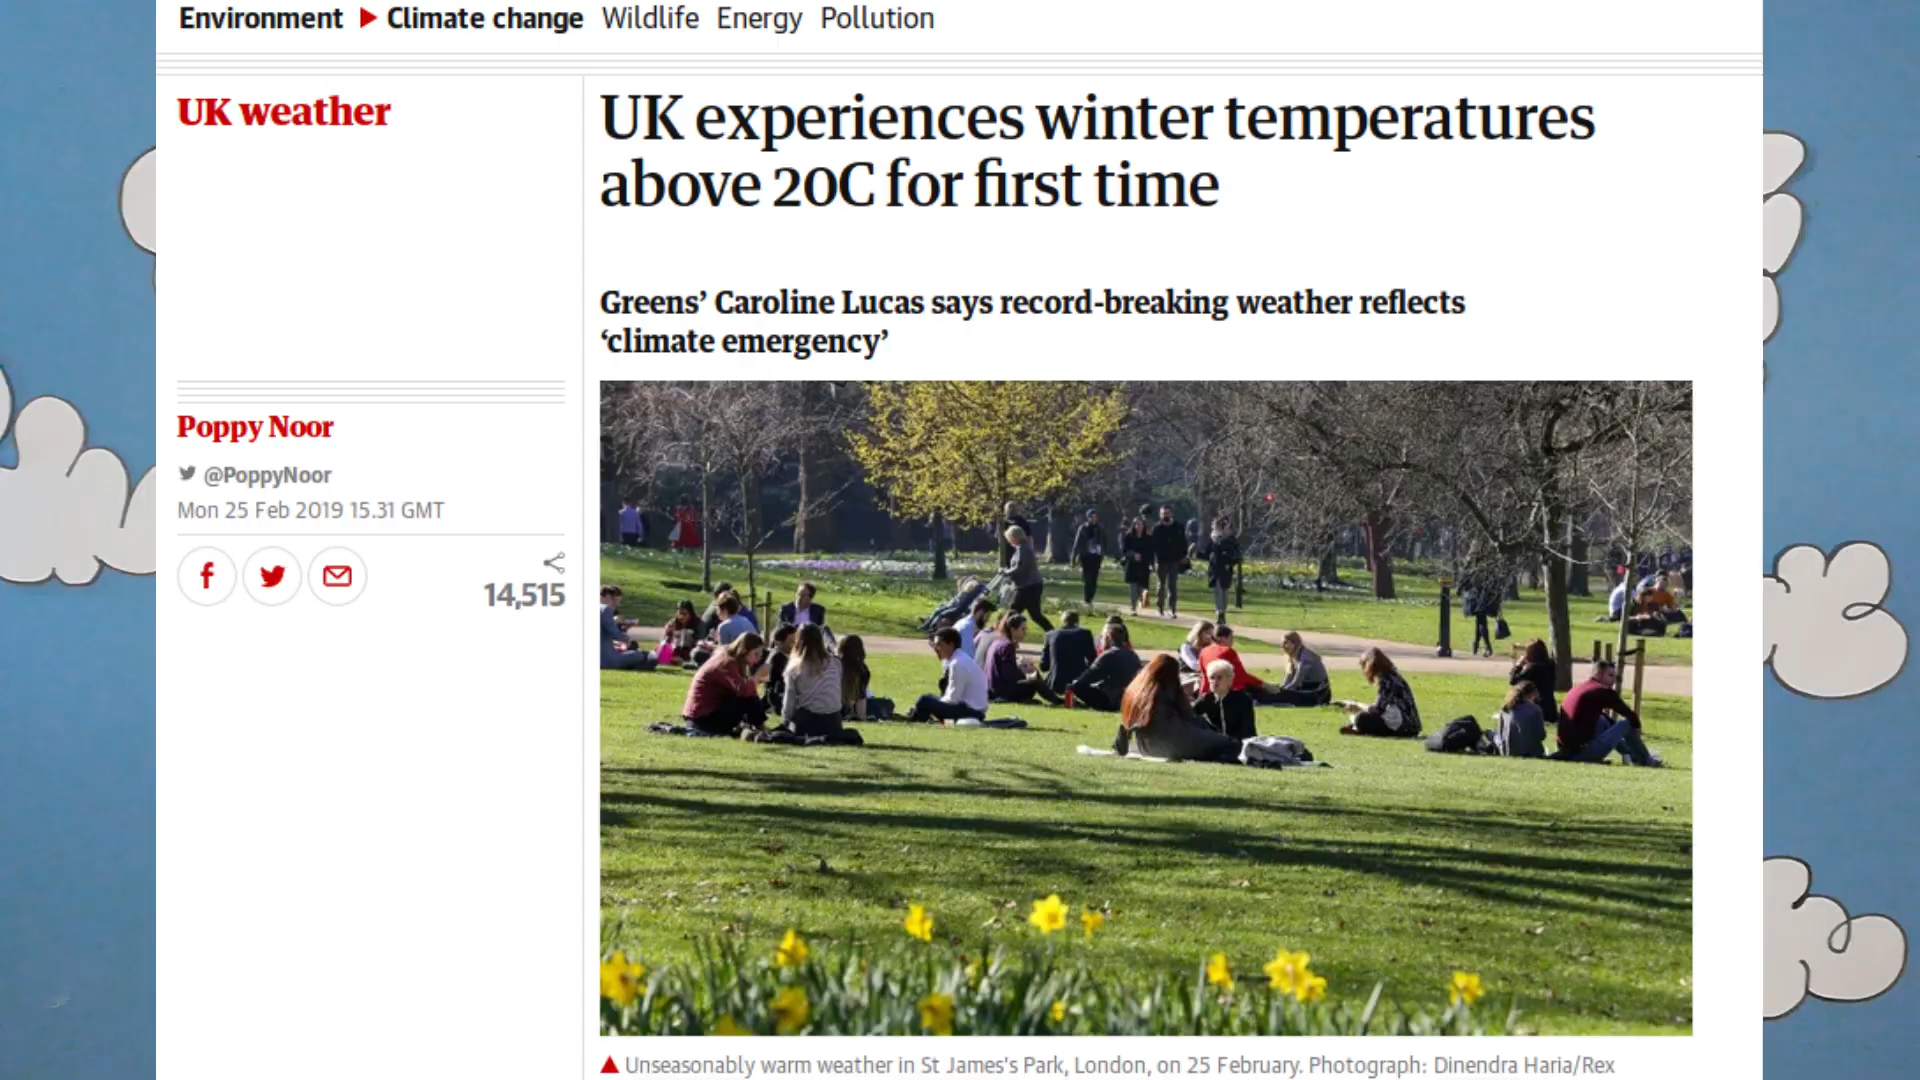 Environment Climate change Wildlife Energy Pollution
UK weather
UK experiences winter temperatures
above 20C for first time
Greens’ Caroline Lucas says record-breaking weather reflects
‘climate emergency’
Poppy Noor
@PoppyNoor
Mon 25 Feb 2019 15.31 GMT
14,515
Unseasonably warm weather in St James's Park, London, on 25 February. Photograph: Dinendra Haria/Rex